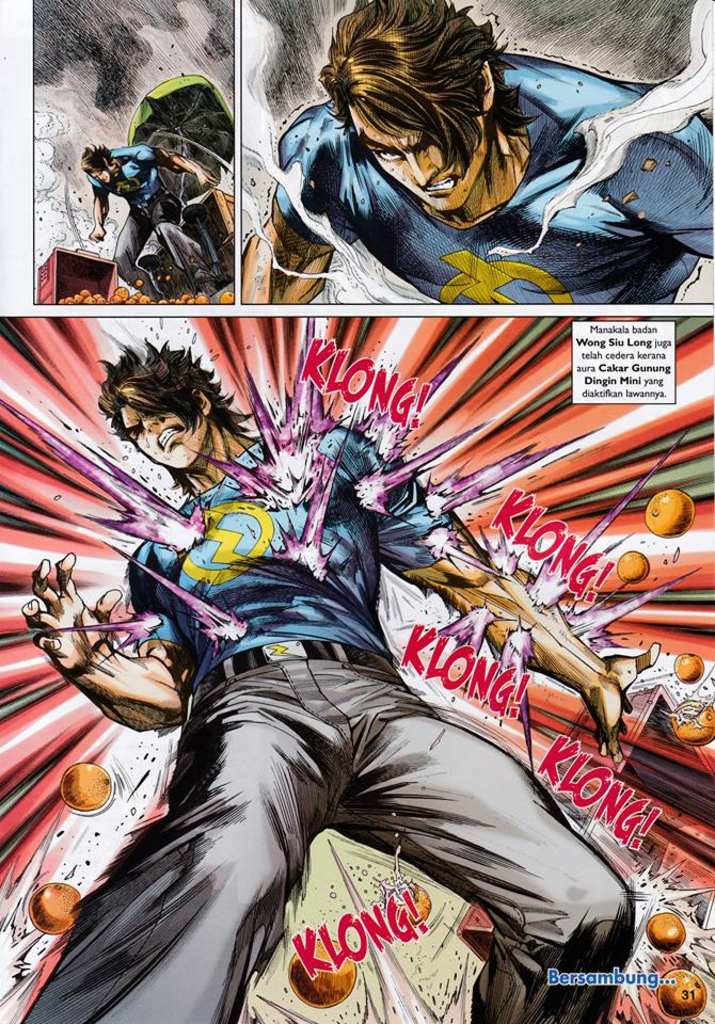 Manakala badan
Wong Siu Long juga
telah cedera kerana
aura Cakar Gunung
Dingin Mini yang
diaktifkan lawannya.
KLONG!
KLONG!
KLONG!
KLONG!
KLONG!
Bersambung...
31